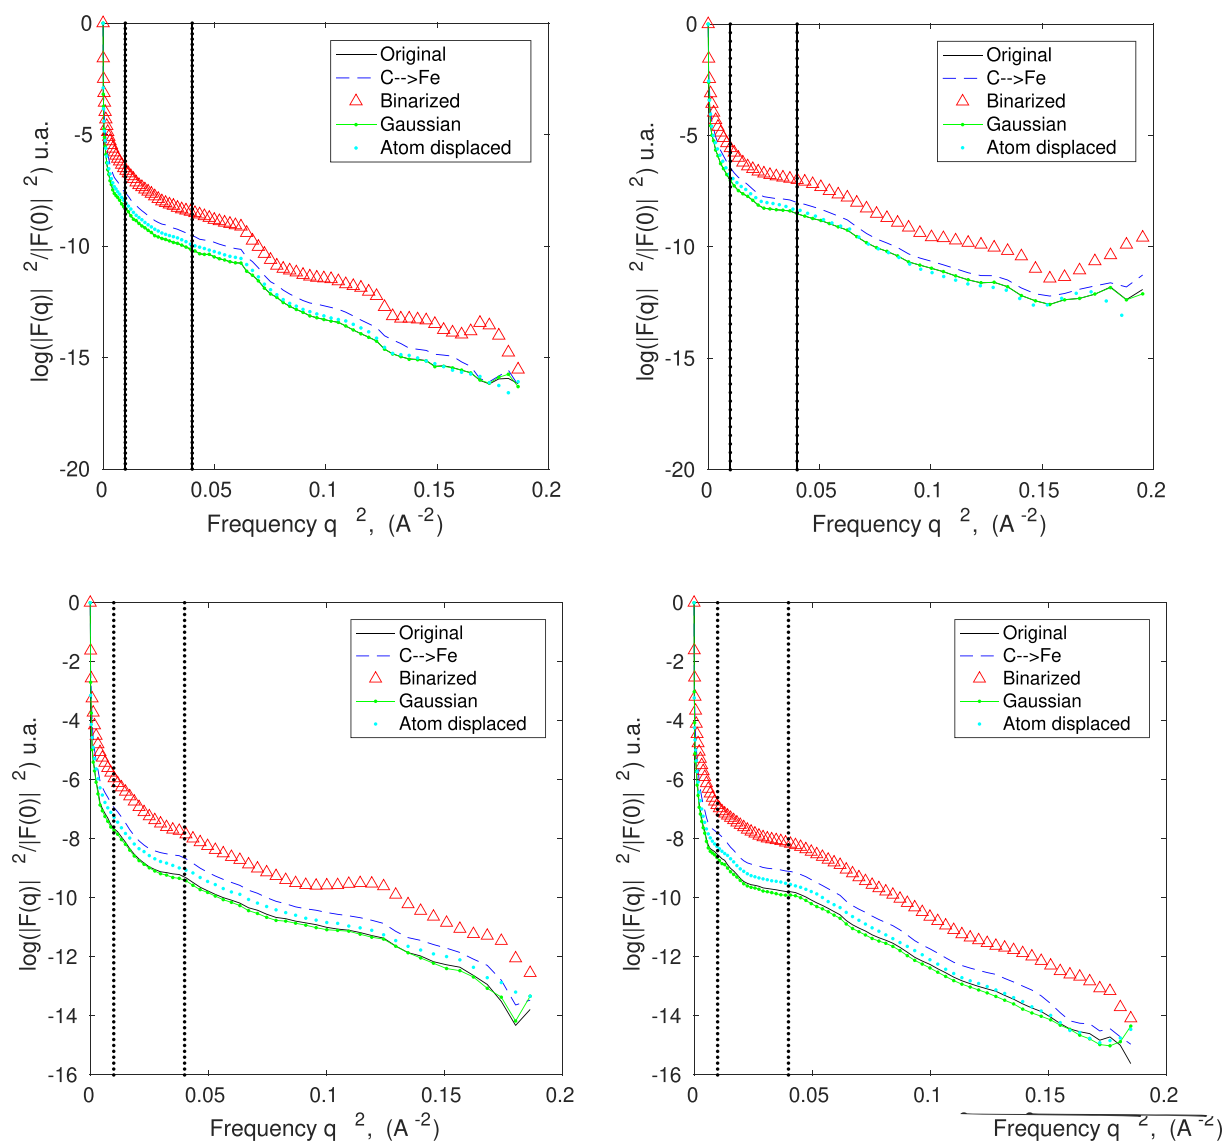 0
-5
-10
-15
-20
log(|F(q)| 2/|F(0)| 2) u.a.
Original
C-->Fe
Binarized
Gaussian
Atom displaced
0 0.05 0.1 0.15 0.2
Frequency q 2, (A-2)
0
-5
-10
-15
-20
log(|F(q)| 2/|F(0)| 2) u.a.
Original
C-->Fe
Binarized
Gaussian
Atom displaced
0 0.05 0.1 0.15 0.2
Frequency q 2, (A-2)
0
-2
-4
-6
-8
-10
-12
-14
-16
log(|F(q)| 2/|F(0)| 2) u.a.
Original
C-->Fe
Binarized
Gaussian
Atom displaced
0 0.05 0.1 0.15 0.2
Frequency q 2, (A-2)
0
-2
-4
-6
-8
-10
-12
-14
-16
log(|F(q)| 2/|F(0)| 2) u.a.
Original
C-->Fe
Binarized
Gaussian
Atom displaced
0 0.05 0.1 0.15 0.2
Frequency q 2, (A-2)